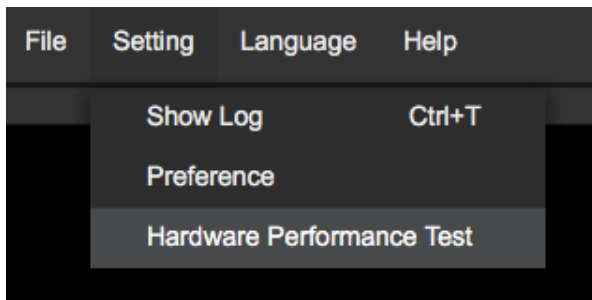 File Setting Language Help
Show Log Ctrl+T
Preference
Hardware Performance Test